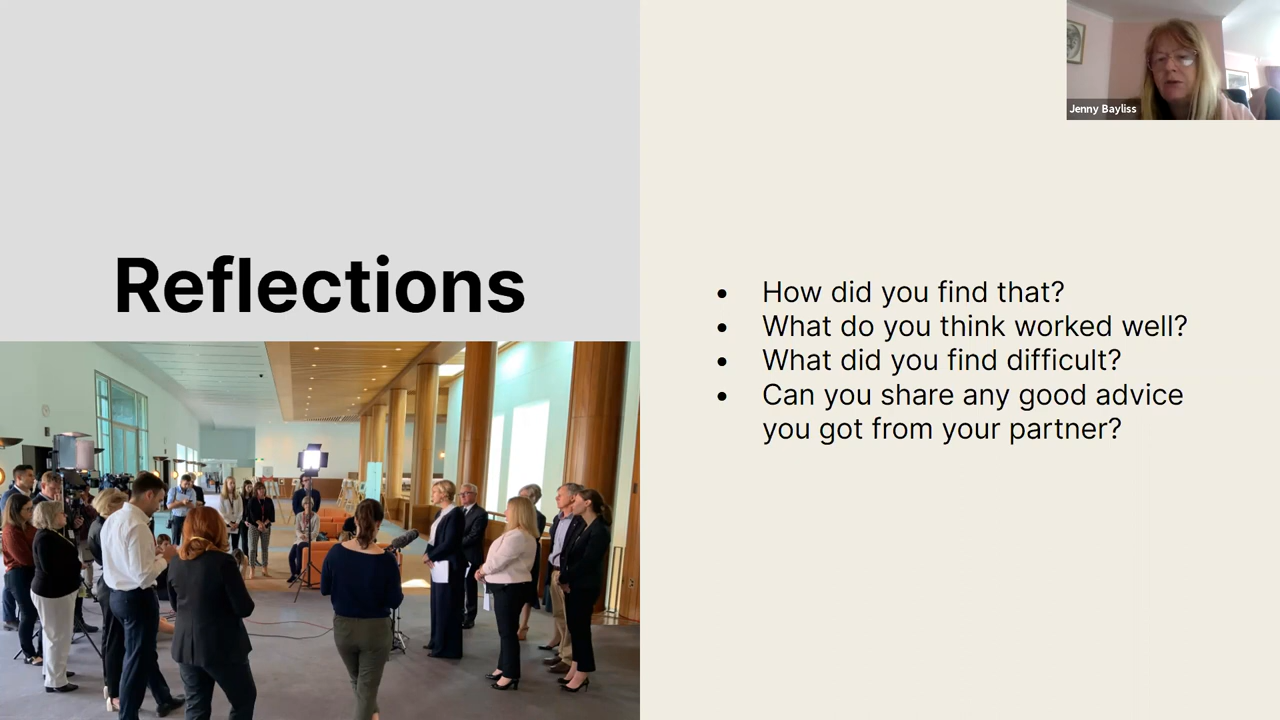 Reflections
• How did you find that?
• What do you think worked well?
• What did you find difficult?
• Can you share any good advice
you got from your partner?
Jenny Bayliss